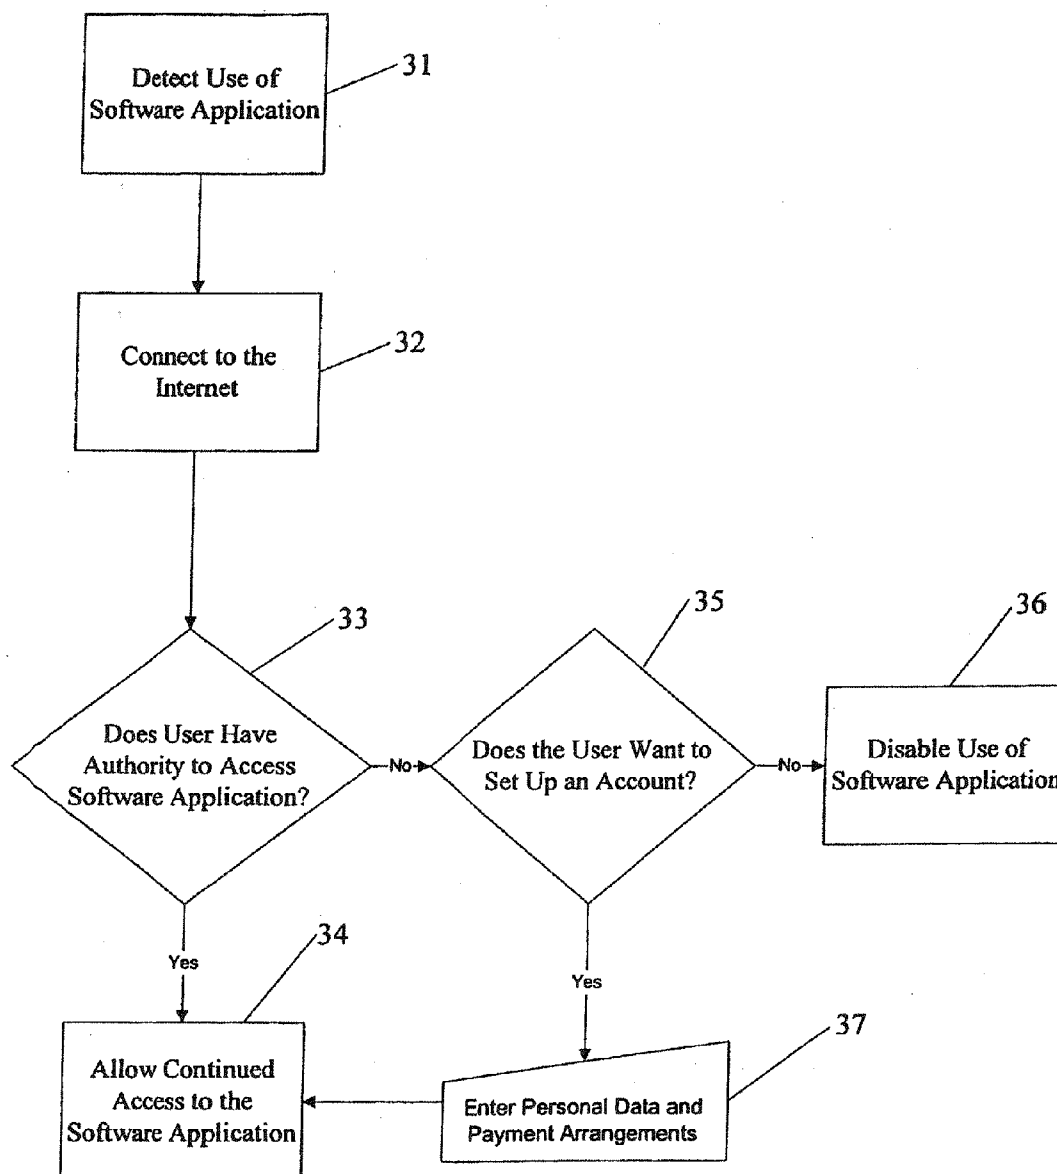 Detect Use of
Software Application
31
Connect to the
Internet
32
Does User Have
Authority to Access
Software Application?
33
No
Does the User Want to
Set Up an Account?
35
No
Disable Use of
Software Application
36
Yes
Allow Continued
Access to the
Software Application
34
Yes
Enter Personal Data and
Payment Arrangements
37